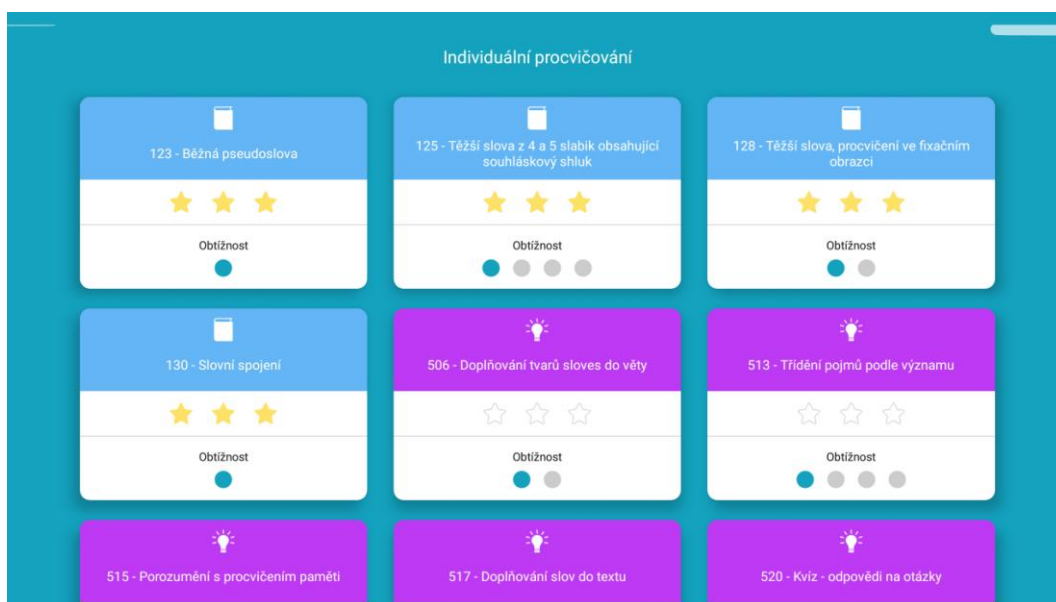 Individuální procvičování
123 - Běžná pseudoslova
125 - Těžší slova z 4 a 5 slabik obsahující
souhláskový shluk
128 - Těžší slova, procvičení ve fixačním
obrazci
Obtížnost
Obtížnost
Obtížnost
130 - Slovní spojení
506 - Doplňování tvarů sloves do věty
513 - Třídění pojmů podle významu
Obtížnost
Obtížnost
Obtížnost
515 - Porozumění s procvičením paměti
517 - Doplňování slov do textu
520 - Kvíz - odpovědi na otázky